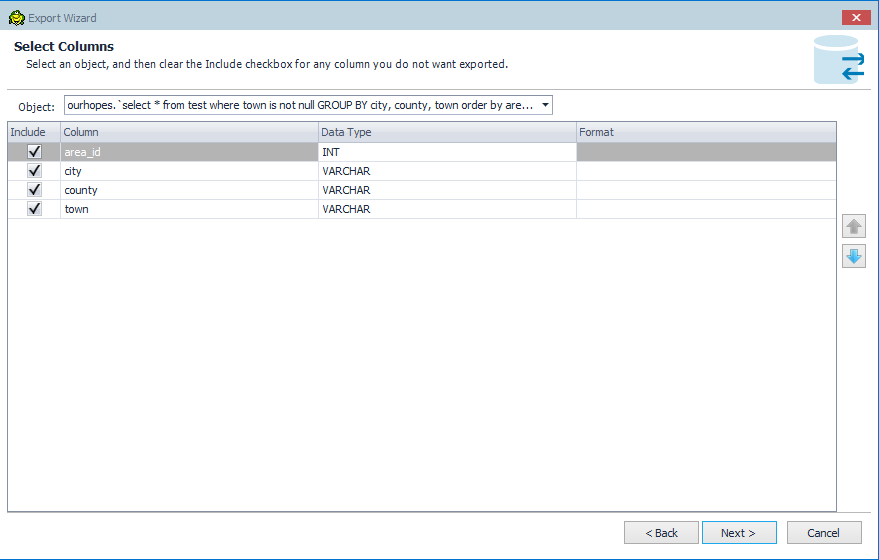 Export Wizard
Select Columns
Select an object, and then clear the Include checkbox for any column you do not want exported.
Object: ourhopes.`select * from test where town is not null GROUP BY city, county, town order by are...
Include Column Data Type Format
area_id INT
city VARCHAR
county VARCHAR
town VARCHAR
< Back Next > Cancel